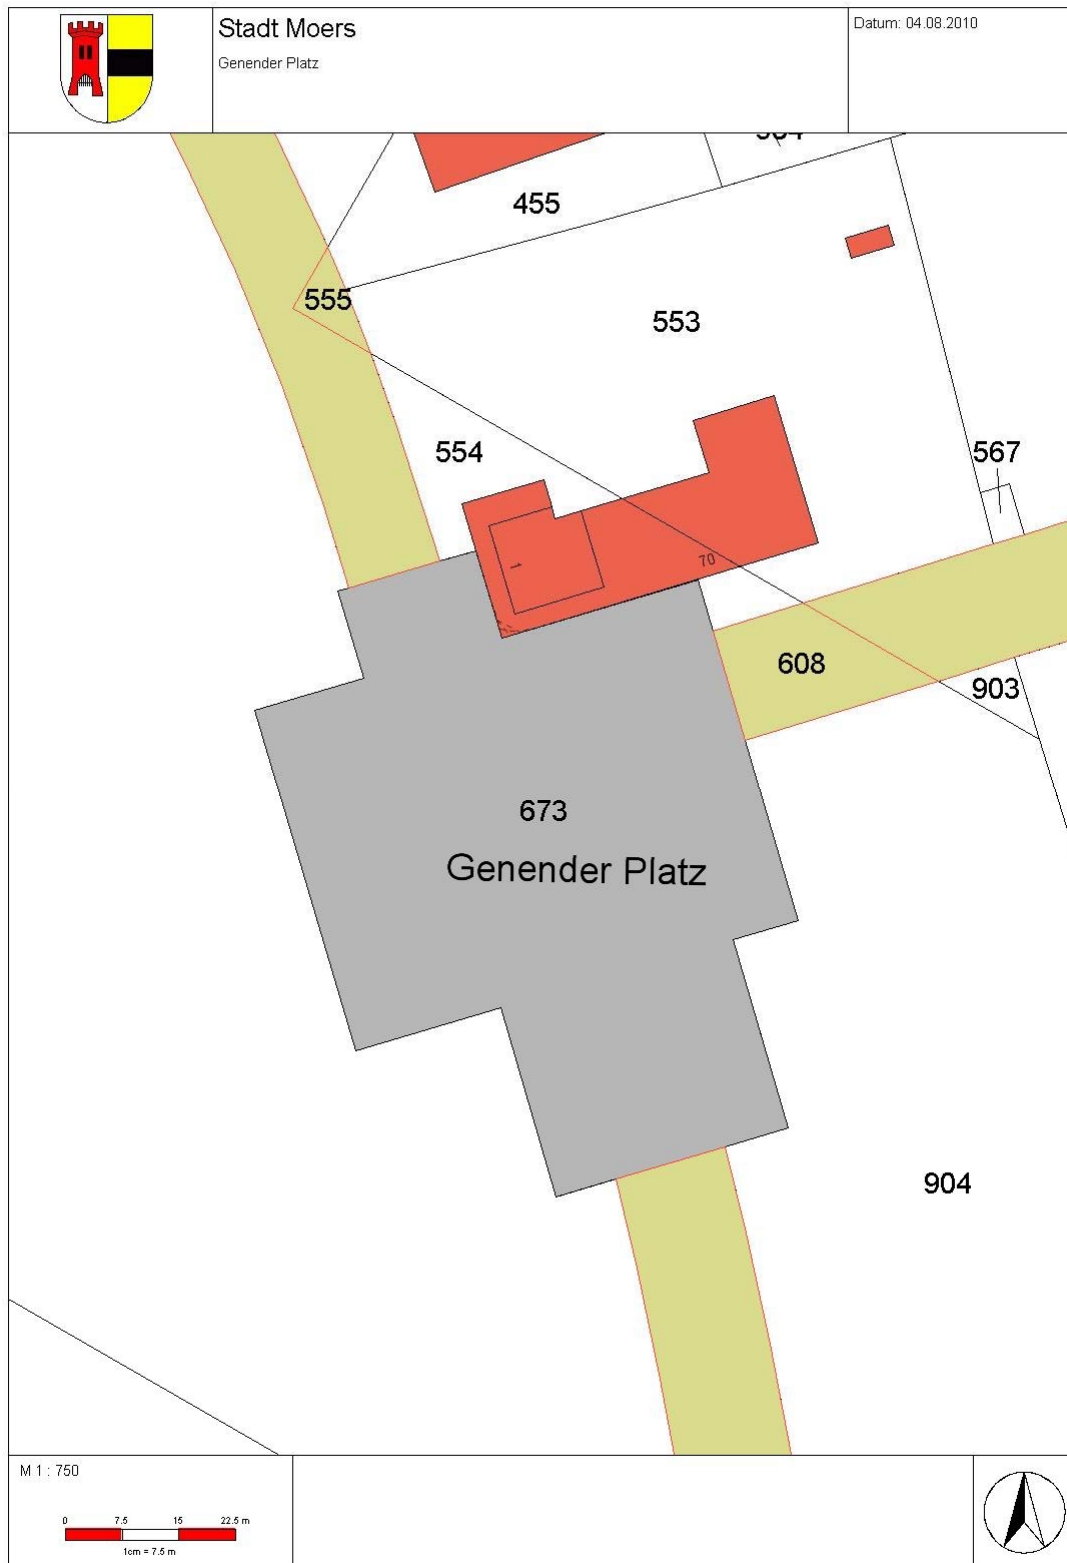 Stadt Moers
Genender Platz
Datum: 04.08.2010
455
555
553
554
567
70
1
608
903
673
Genender Platz
904
M 1 : 750
0 7.5 15 22.5 m
1cm = 7.5 m